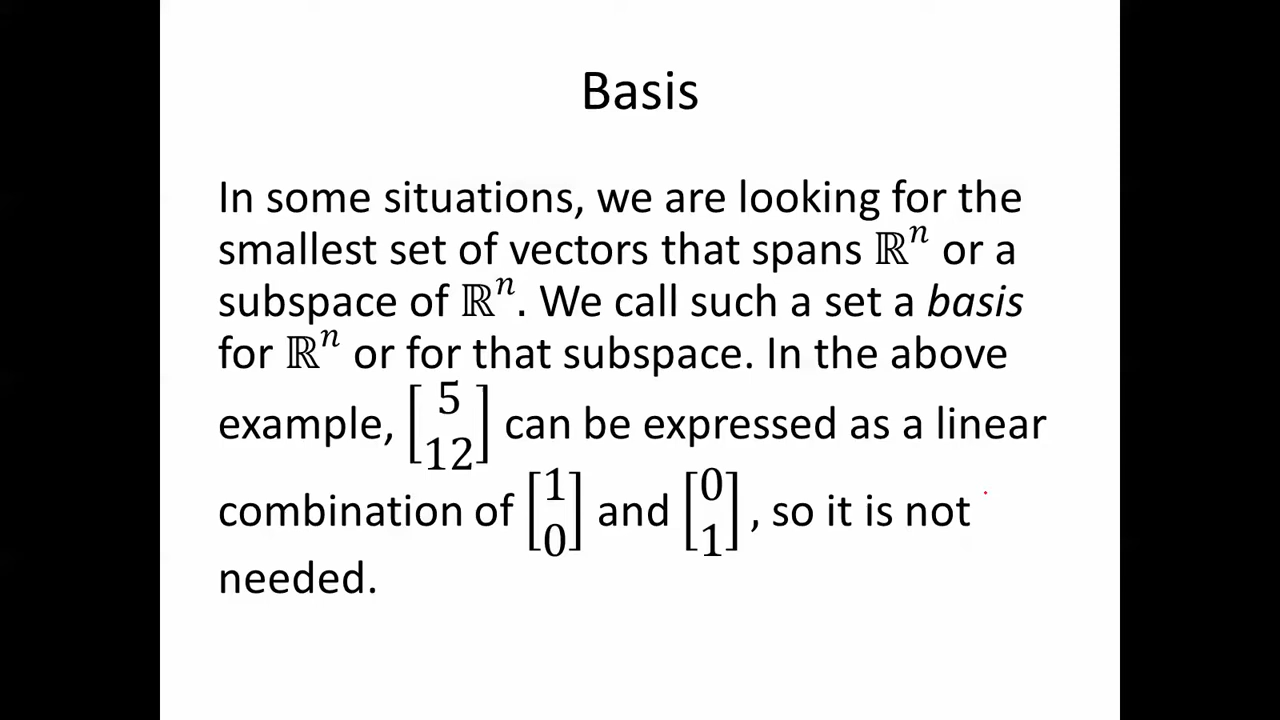 Basis
In some situations, we are looking for the
smallest set of vectors that spans ℝⁿ or a
subspace of ℝⁿ. We call such a set a basis
for ℝⁿ or for that subspace. In the above
example, [5 12] can be expressed as a linear
combination of [1 0] and [0 1] , so it is not
needed.